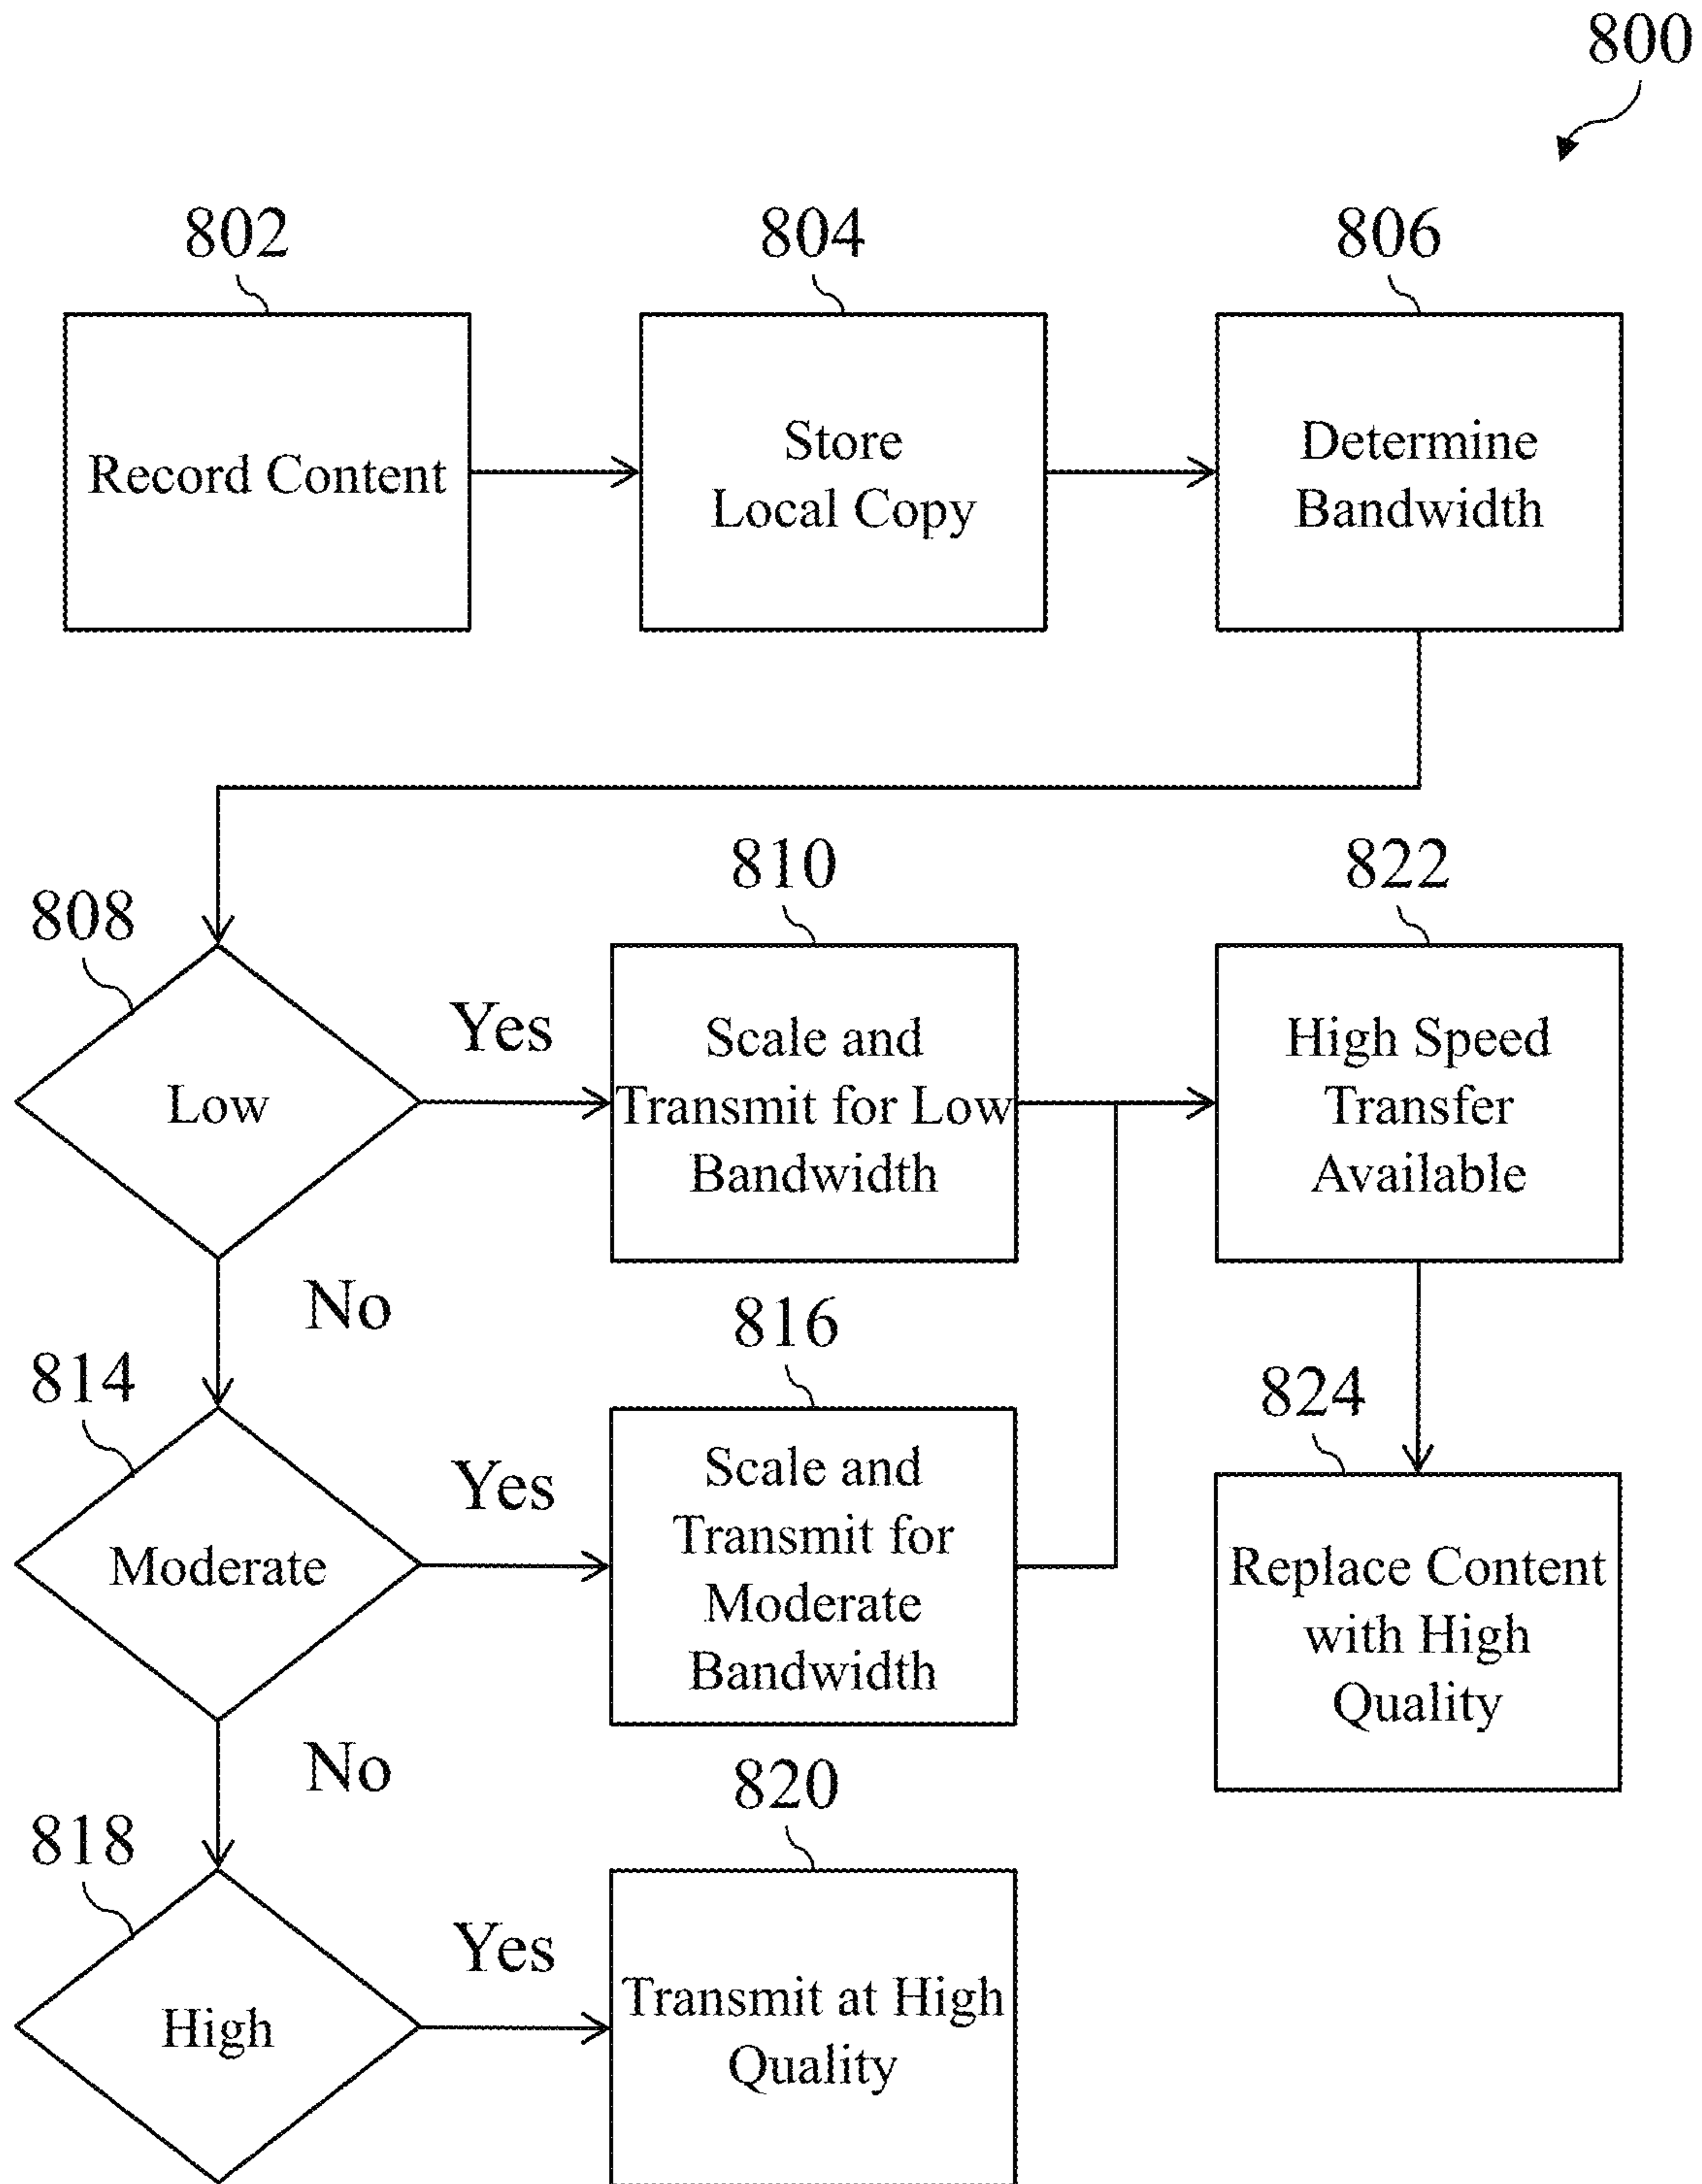 800
802
804
806
Record Content
Store
Local Copy
Determine
Bandwidth
808
810
822
Low
Yes
Scale and
Transmit for Low
Bandwidth
High Speed
Transfer
Available
No
814
816
824
Moderate
Yes
Scale and
Transmit for
Moderate
Bandwidth
Replace Content
with High
Quality
No
818
820
High
Yes
Transmit at High
Quality